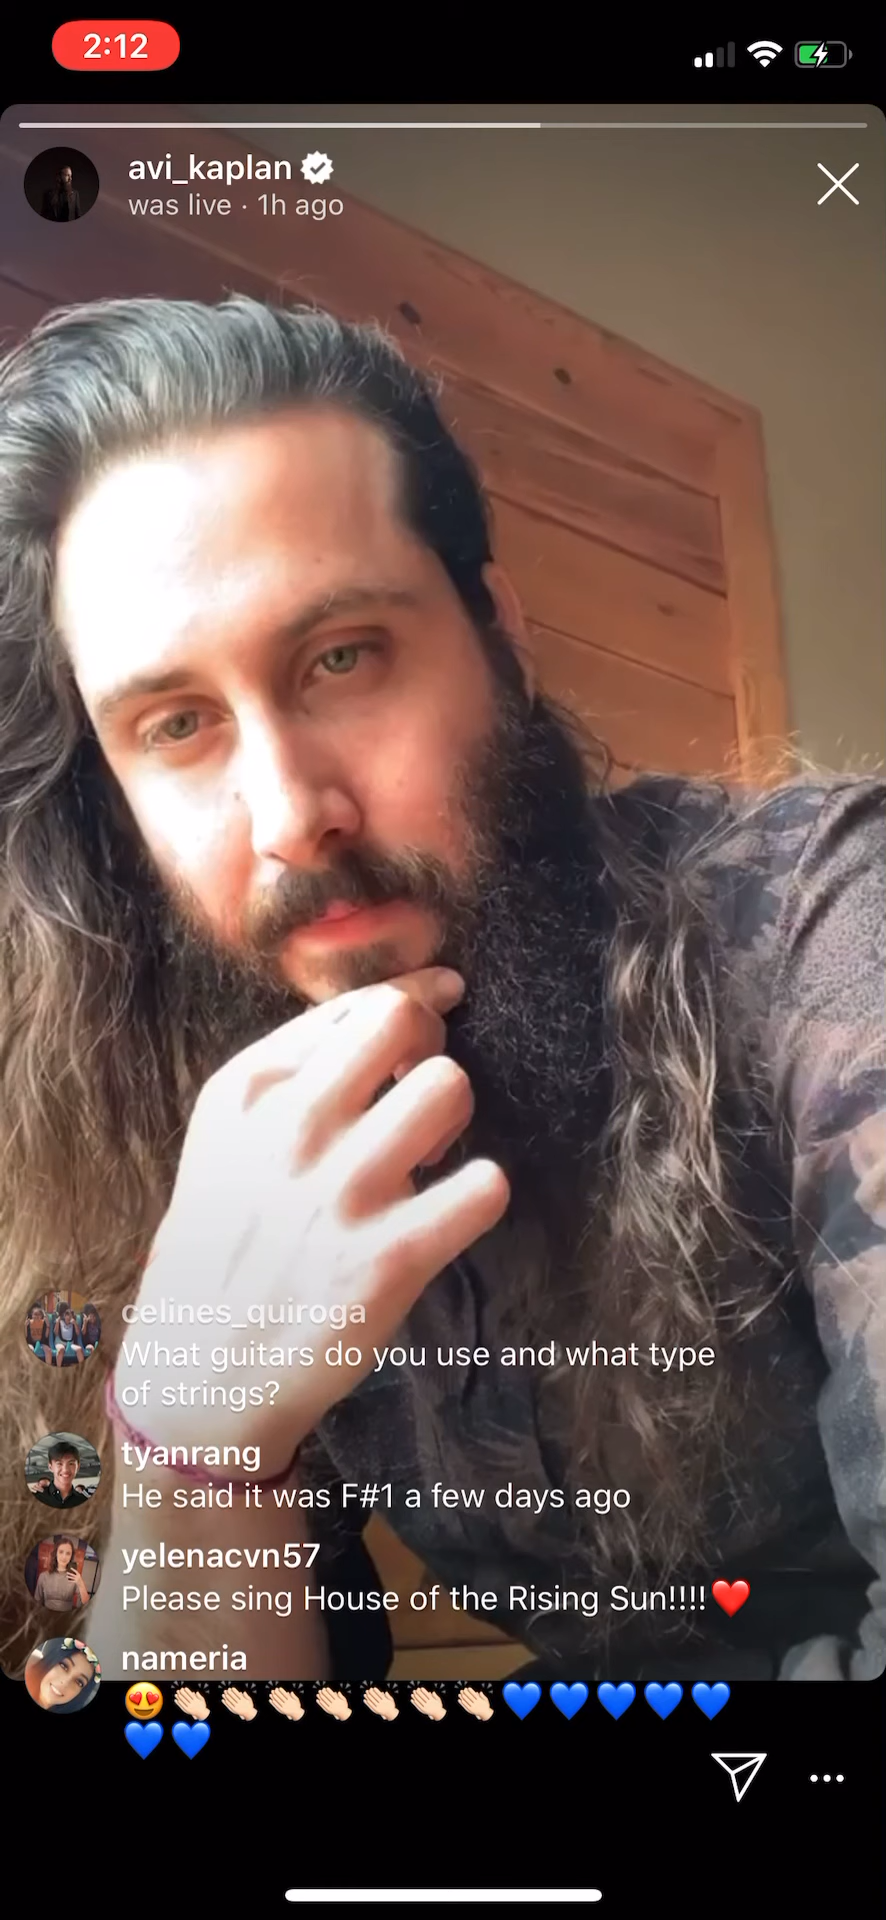 2:12
avi_kaplan
was live · 1h ago
celines_quiroga
What guitars do you use and what type
of strings?
tyanrang
He said it was F#1 a few days ago
yelenacvn57
Please sing House of the Rising Sun!!!!❤️
nameria
😍👏🏻👏🏻👏🏻👏🏻👏🏻👏🏻👏🏻💙💙💙💙💙
💙💙